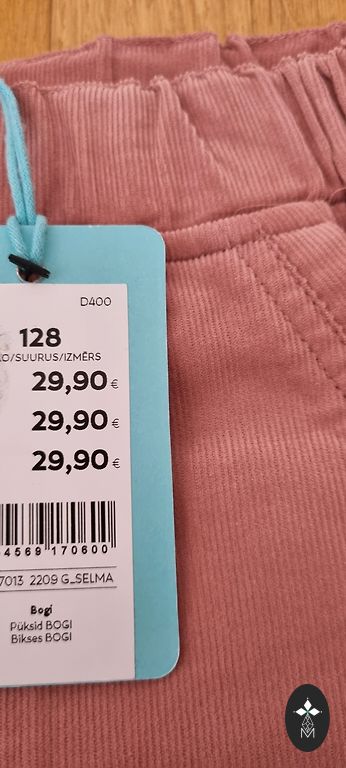 D400
128
O/SUURUS/IZMĒRS
29,90 €
29,90 €
29,90 €
4569 170600
7013 2209 G_SELMA
Bogi
Püksid BOGI
Bikses BOGI